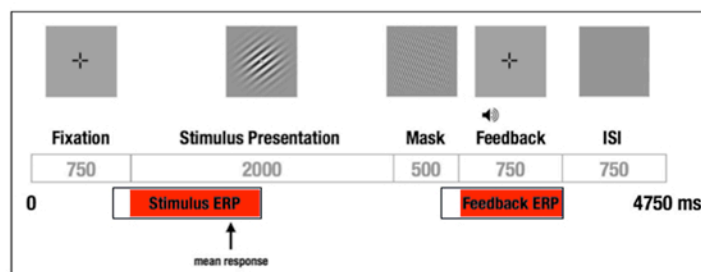 Fixation Stimulus Presentation Mask Feedback ISI
750 2000 500 750 750
0 Stimulus ERP Feedback ERP 4750 ms
mean response